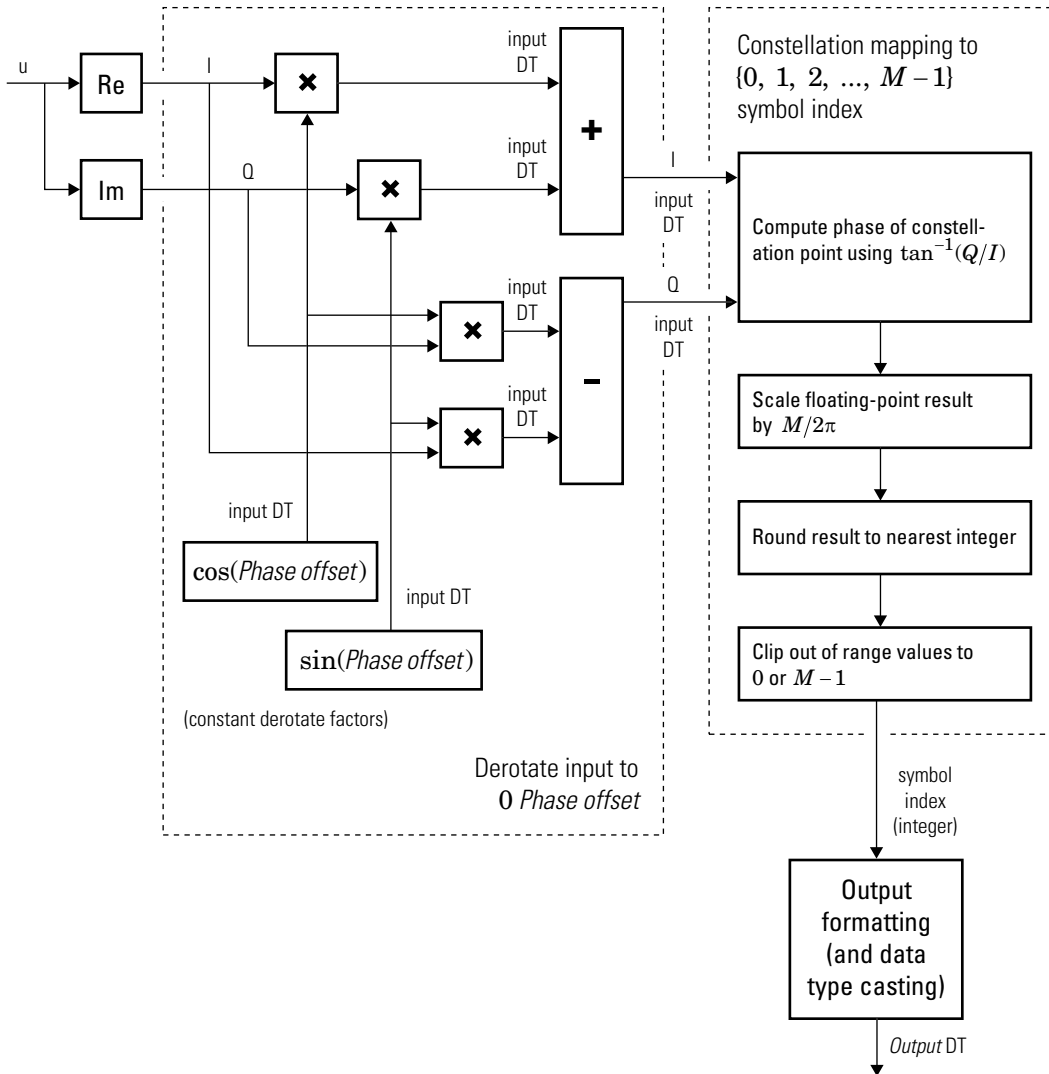 u
Re
I
×
input
DT
+
Im
Q
×
input
DT
I
input
DT
×
input
DT
-
Q
input
DT
×
input
DT
input DT
cos(Phase offset)
input DT
sin(Phase offset)
(constant derotate factors)
Derotate input to
0 Phase offset
Constellation mapping to
{0, 1, 2, ..., M – 1}
symbol index
Compute phase of constell-
ation point using tan⁻¹(Q/I)
Scale floating-point result
by M/2π
Round result to nearest integer
Clip out of range values to
0 or M – 1
symbol
index
(integer)
Output
formatting
(and data
type casting)
Output DT